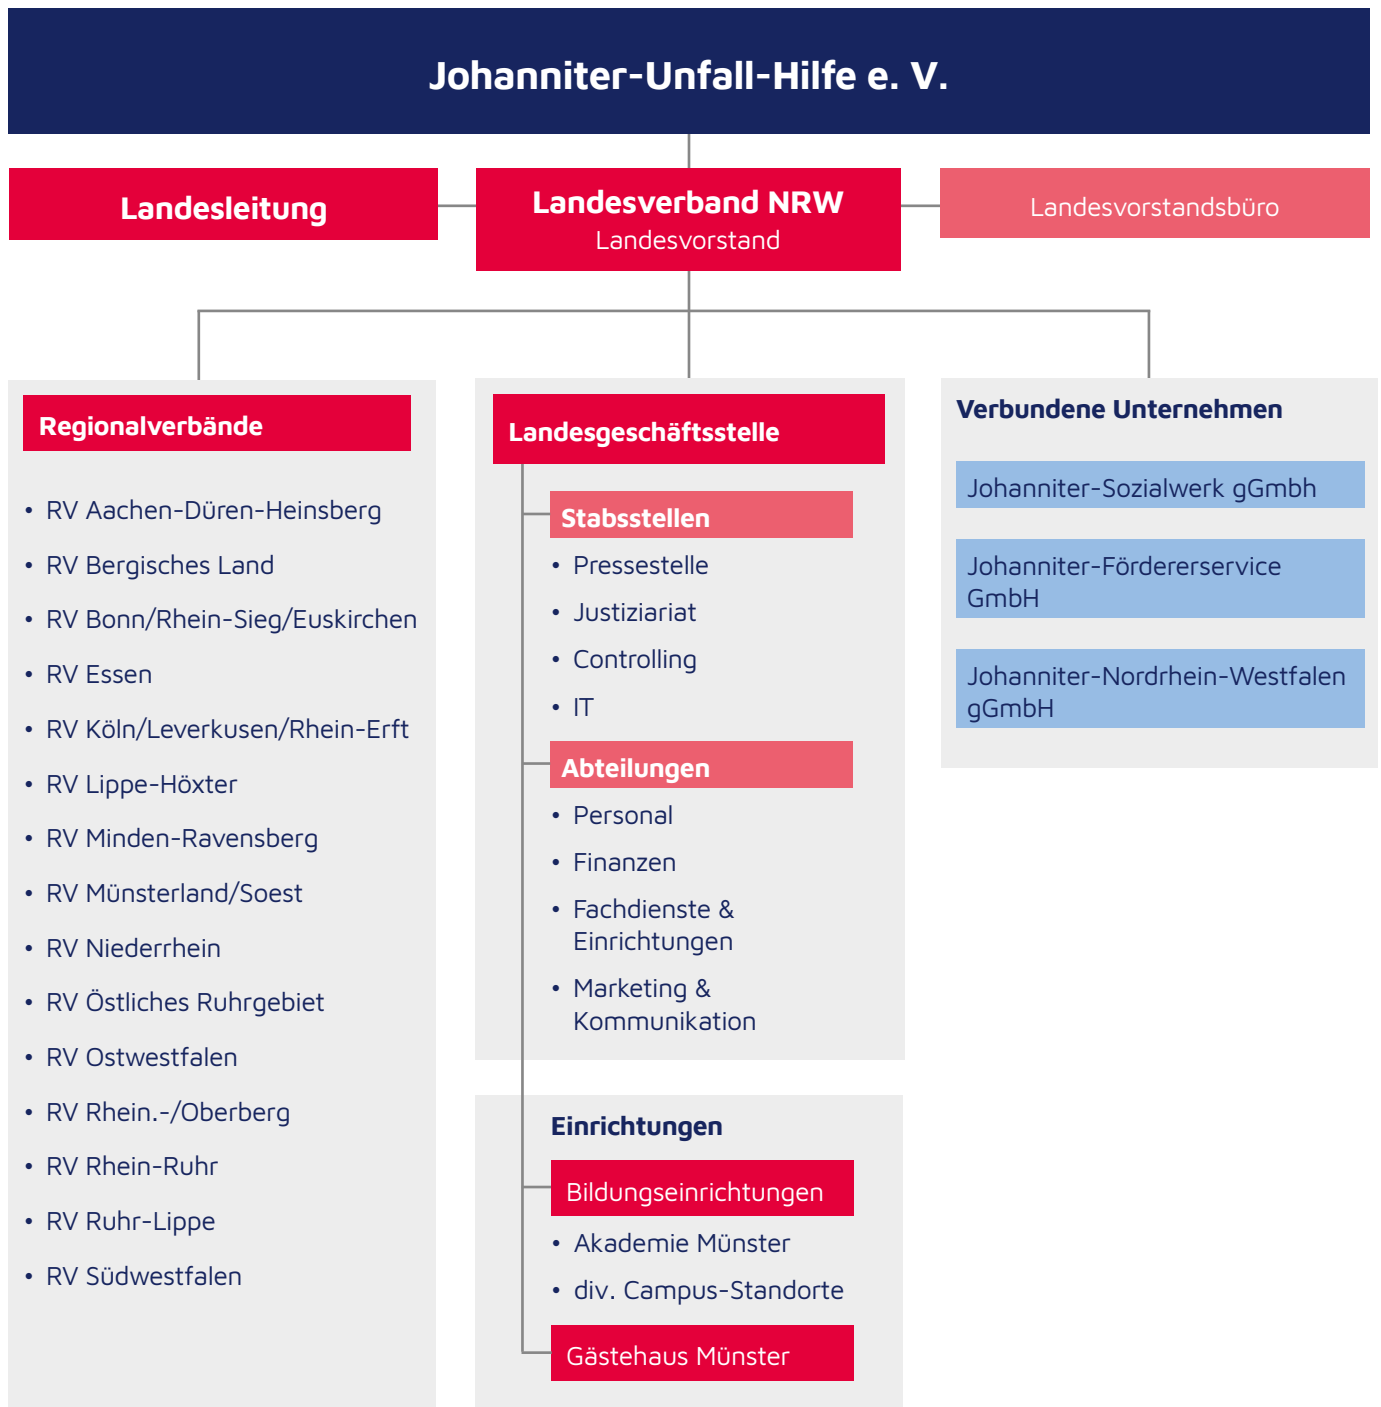 Johanniter-Unfall-Hilfe e. V.
Landesleitung
Landesverband NRW
Landesvorstand
Landesvorstandsbüro
Regionalverbände
• RV Aachen-Düren-Heinsberg
• RV Bergisches Land
• RV Bonn/Rhein-Sieg/Euskirchen
• RV Essen
• RV Köln/Leverkusen/Rhein-Erft
• RV Lippe-Höxter
• RV Minden-Ravensberg
• RV Münsterland/Soest
• RV Niederrhein
• RV Östliches Ruhrgebiet
• RV Ostwestfalen
• RV Rhein.-/Oberberg
• RV Rhein-Ruhr
• RV Ruhr-Lippe
• RV Südwestfalen
Landesgeschäftsstelle
Stabsstellen
• Pressestelle
• Justiziariat
• Controlling
• IT
Abteilungen
• Personal
• Finanzen
• Fachdienste &
Einrichtungen
• Marketing &
Kommunikation
Einrichtungen
Bildungseinrichtungen
• Akademie Münster
• div. Campus-Standorte
Gästehaus Münster
Verbundene Unternehmen
Johanniter-Sozialwerk gGmbh
Johanniter-Fördererservice
GmbH
Johanniter-Nordrhein-Westfalen
gGmbH